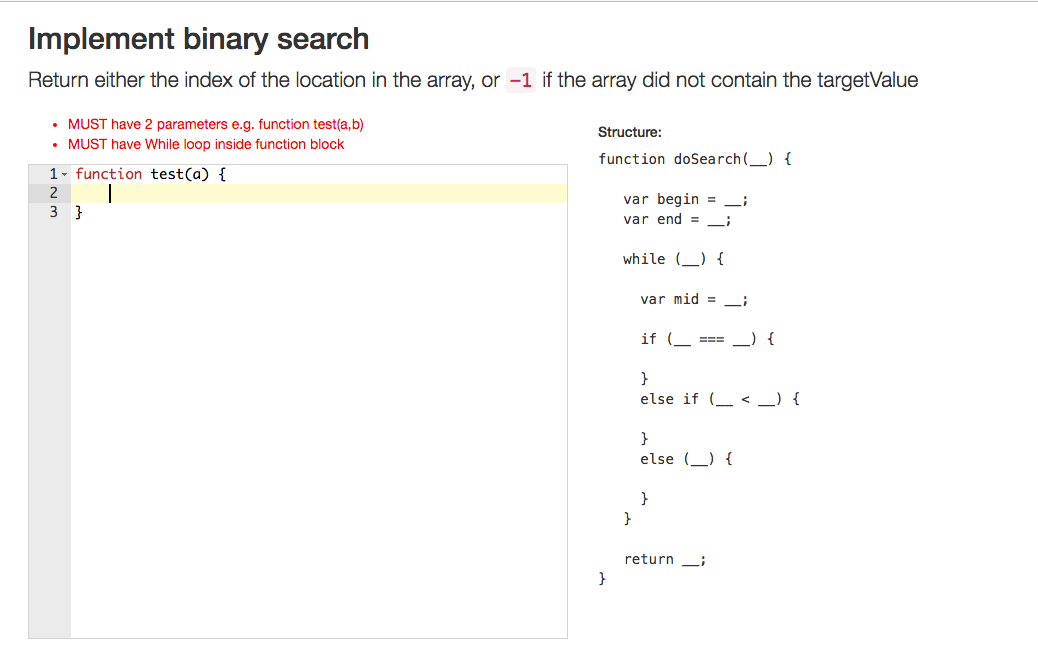 Implement binary search
Return either the index of the location in the array, or -1 if the array did not contain the targetValue
• MUST have 2 parameters e.g. function test(a,b)
• MUST have While loop inside function block
1 function test(a) {
2
3 }
Structure:
function doSearch(__) {
var begin = __;
var end = __;
while (__) {
var mid = __;
if (__ === __) {
}
else if (__ < __) {
}
else (__) {
}
}
return __;
}